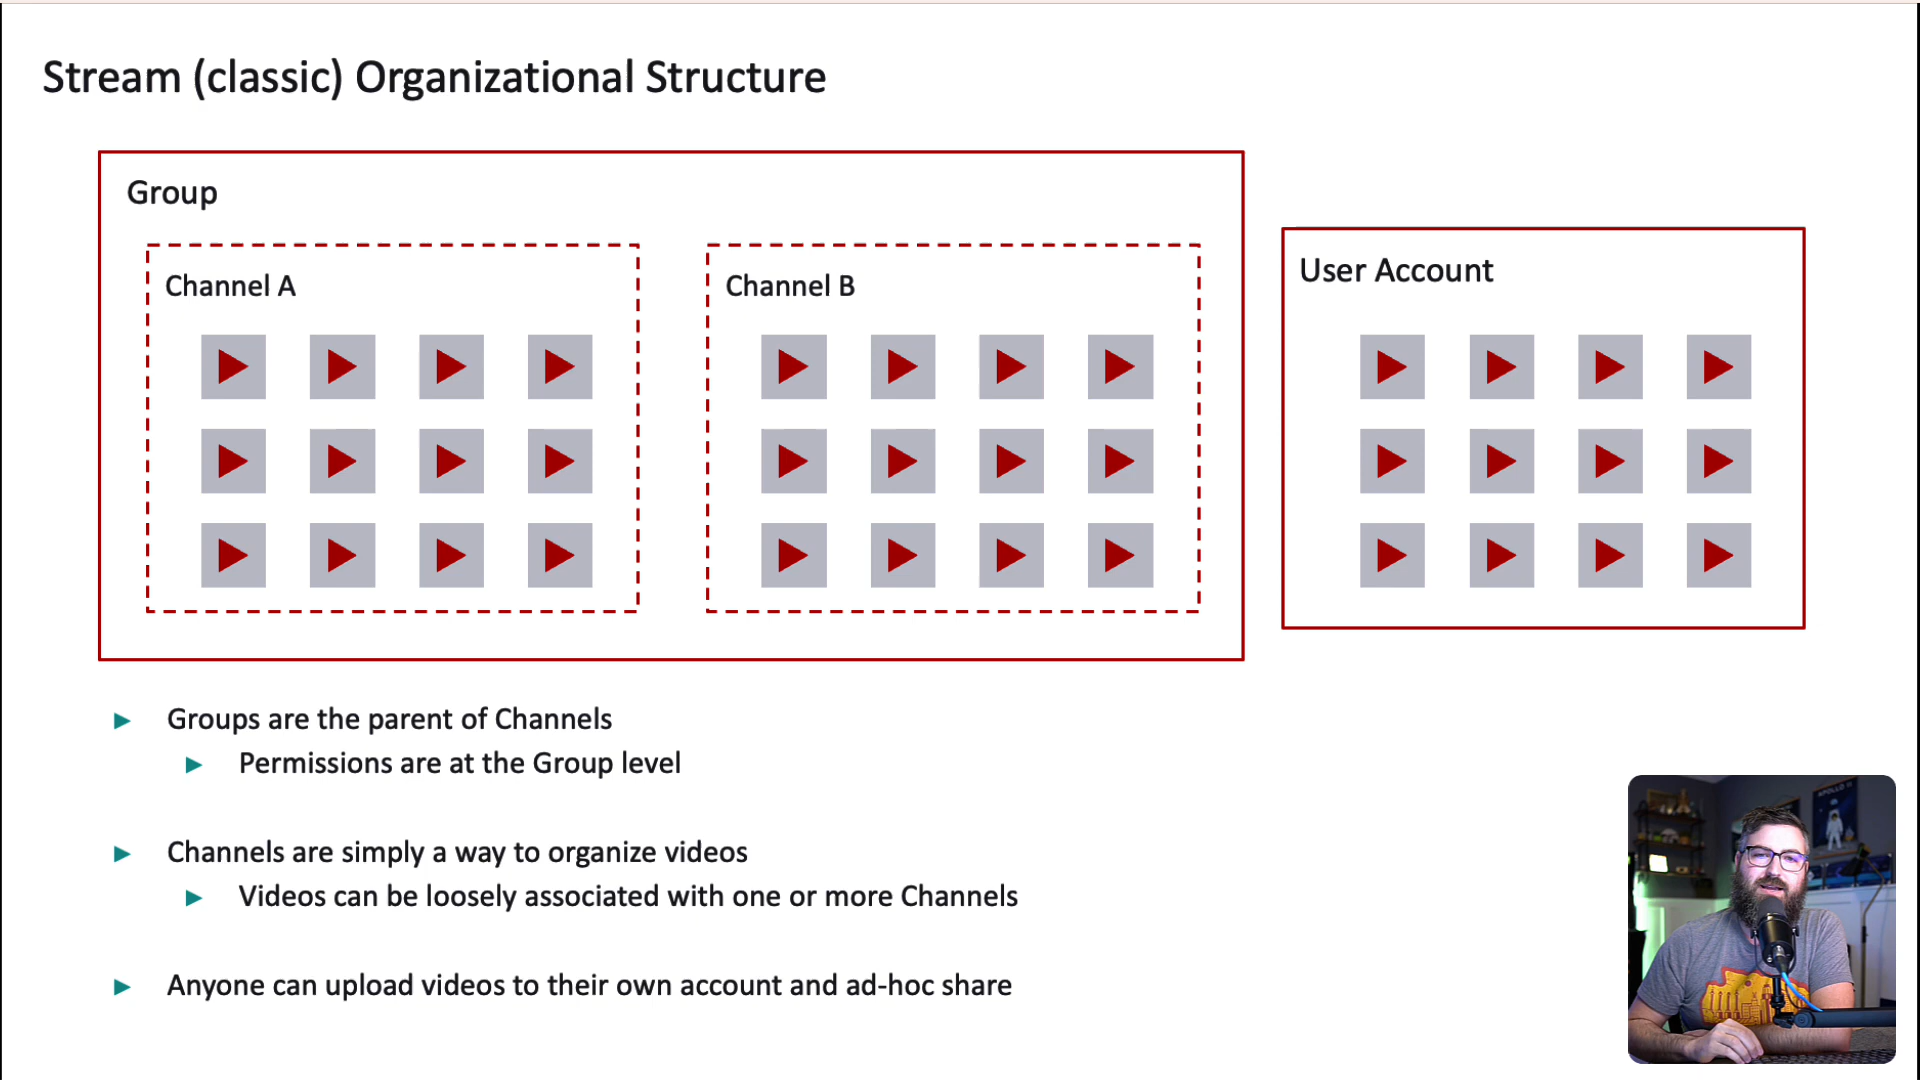 Stream (classic) Organizational Structure
Group
Channel A
Channel B
User Account
Groups are the parent of Channels
Permissions are at the Group level
Channels are simply a way to organize videos
Videos can be loosely associated with one or more Channels
Anyone can upload videos to their own account and ad-hoc share
APOLLO 11